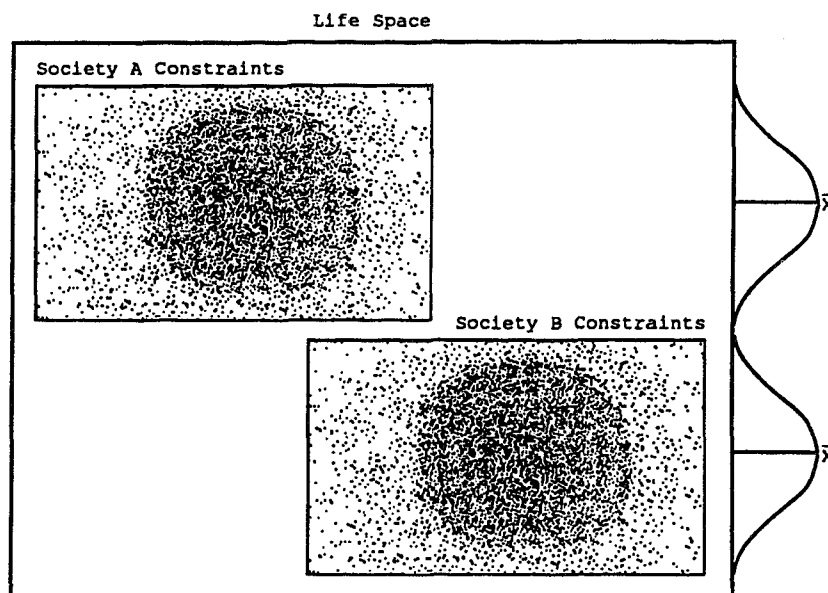 Life Space
Society A Constraints
x̄
Society B Constraints
x̄